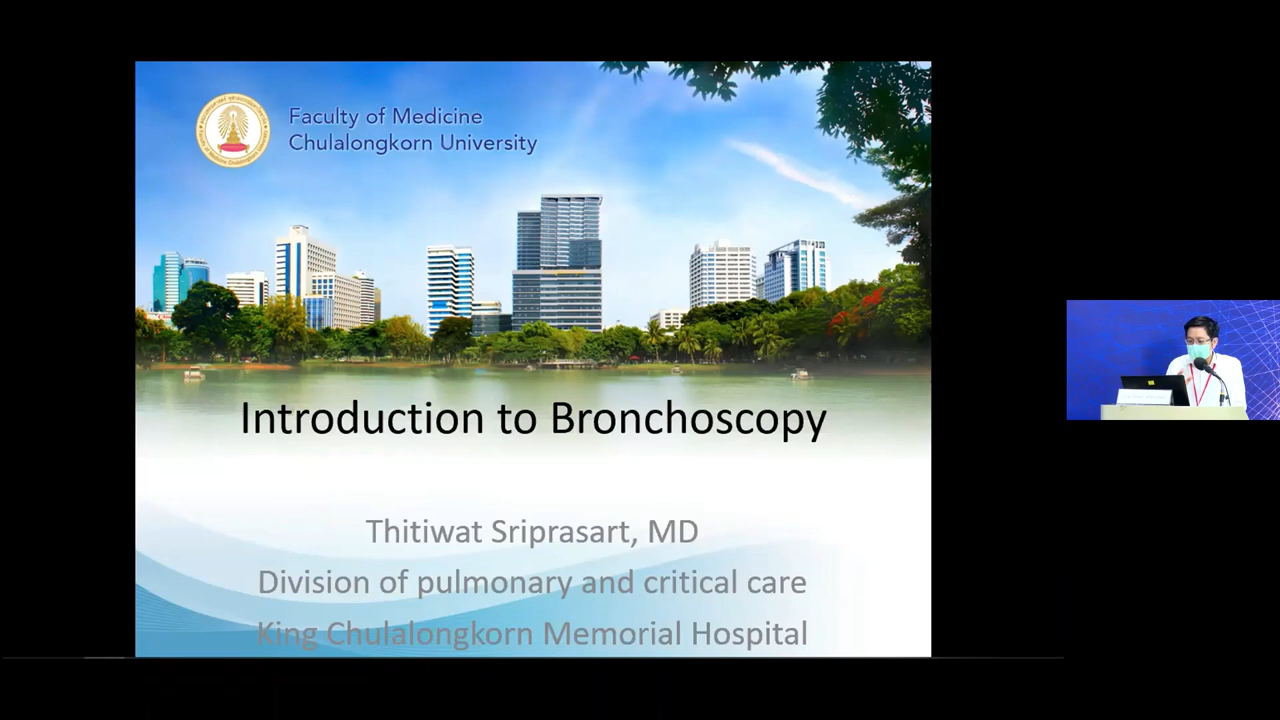 Faculty of Medicine
Chulalongkorn University
Introduction to Bronchoscopy
Thitiwat Sriprasart, MD
Division of pulmonary and critical care
King Chulalongkorn Memorial Hospital